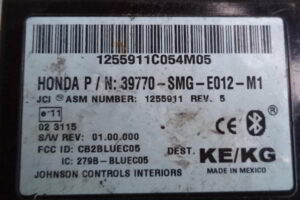 1255911C054M05
HONDA P / N: 39770-SMG-E012-M1
JCI ASM NUMBER: 1255911 REV. 5
e11
02 3115
S/W REV: 01.00.000
FCC ID: CB2BLUEC05
IC: 279B-BLUEC05
DEST. KE/KG
JOHNSON CONTROLS INTERIORS
MADE IN MEXICO